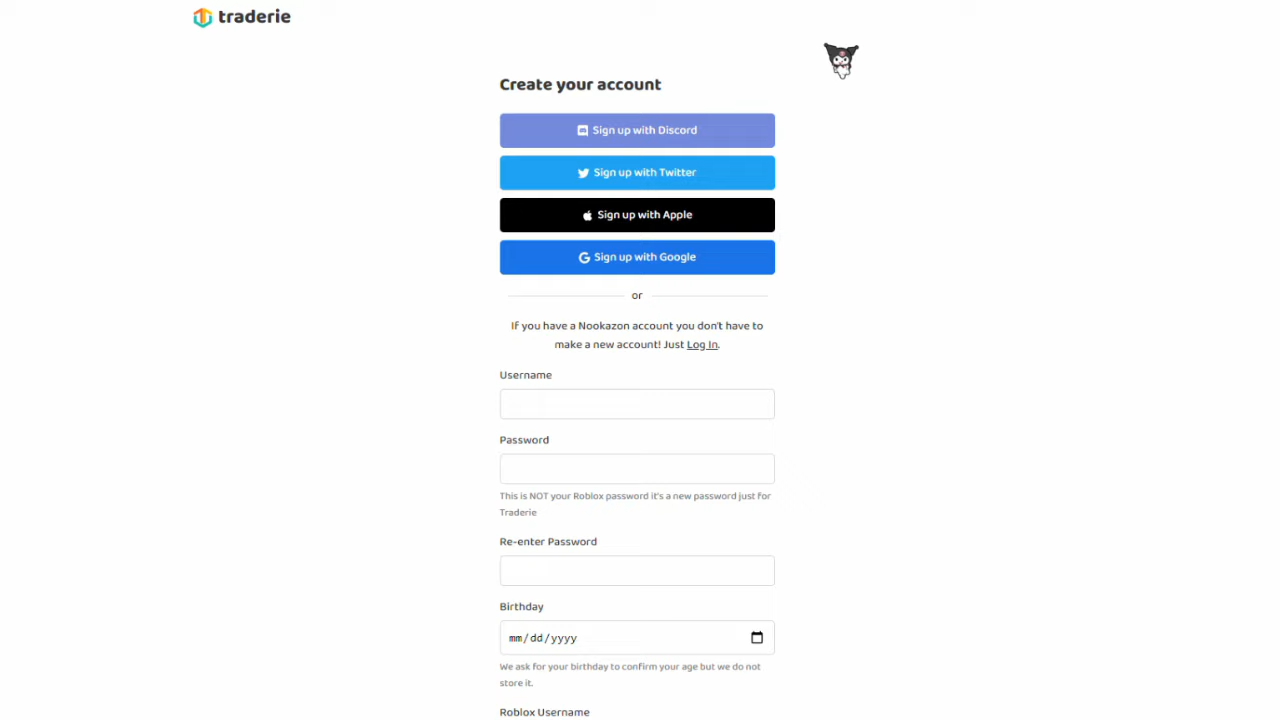 traderie
Create your account
Sign up with Discord
Sign up with Twitter
Sign up with Apple
Sign up with Google
or
If you have a Nookazon account you don't have to
make a new account! Just Log In.
Username
Password
This is NOT your Roblox password it's a new password just for
Traderie
Re-enter Password
Birthday
mm/dd/yyyy
We ask for your birthday to confirm your age but we do not
store it.
Roblox Username